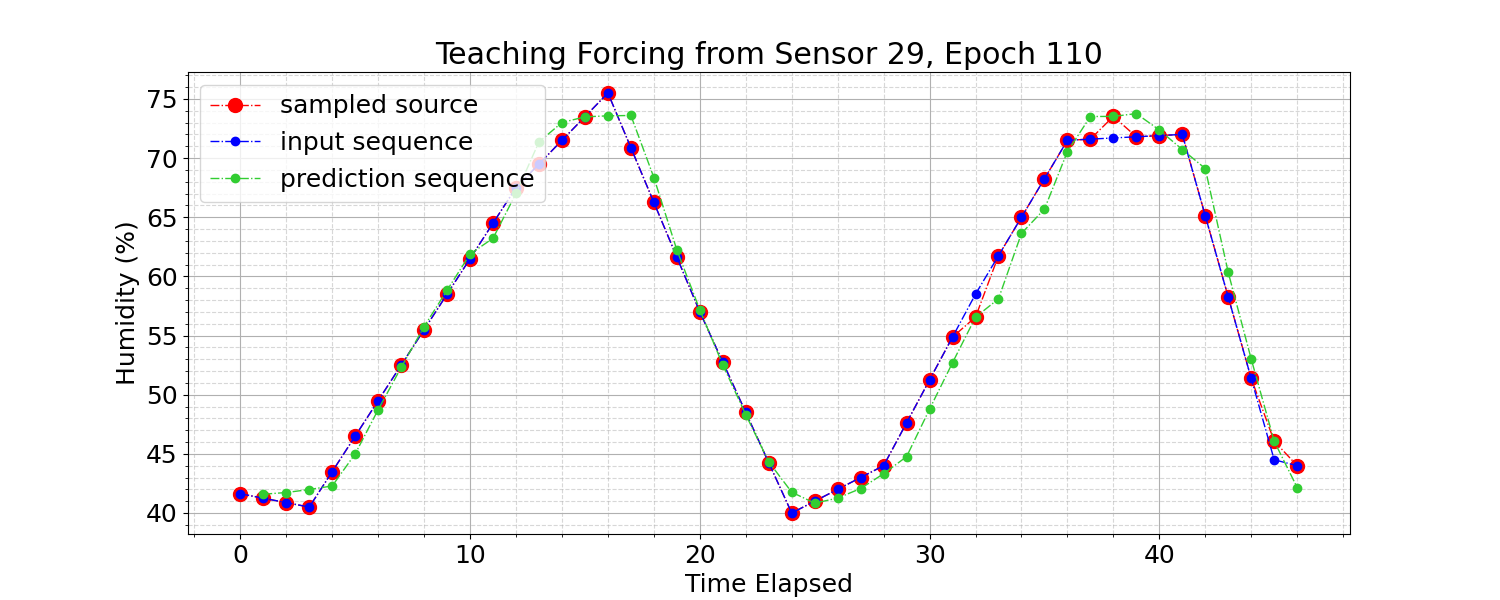 Teaching Forcing from Sensor 29, Epoch 110
sampled source
input sequence
prediction sequence
Humidity (%)
75
70
65
60
55
50
45
40
0 10 20 30 40
Time Elapsed